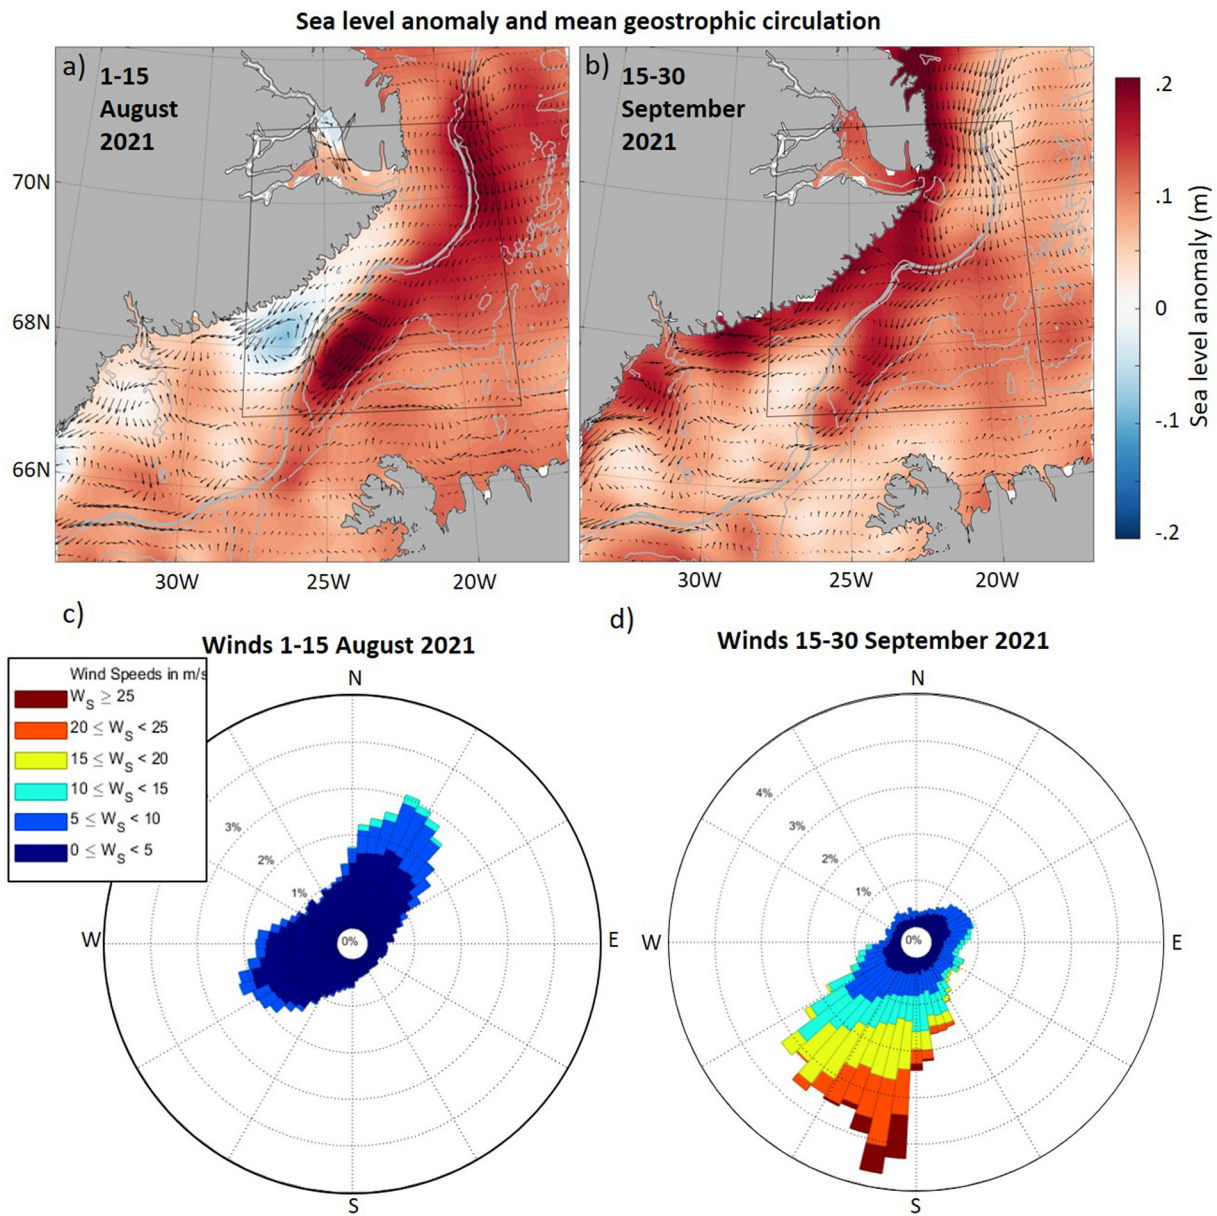 Sea level anomaly and mean geostrophic circulation
a)
1-15
August
2021
b)
15-30
September
2021
70N
68N
66N
30W
25W
20W
30W
25W
20W
.2
.1
0
-.1
-.2
Sea level anomaly (m)
c)
Winds 1-15 August 2021
d)
Winds 15-30 September 2021
Wind Speeds in m/s
W_S ≥ 25
20 ≤ W_S < 25
15 ≤ W_S < 20
10 ≤ W_S < 15
5 ≤ W_S < 10
0 ≤ W_S < 5
N
3%
2%
1%
0%
W
E
S
N
4%
3%
2%
1%
0%
W
E
S